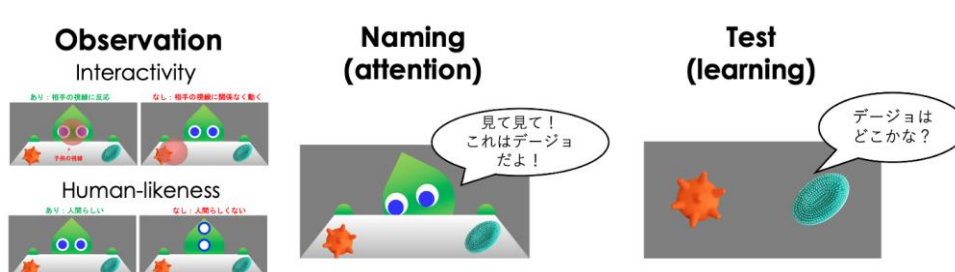 Observation
Interactivity
あり：相手の視線に反応
なし：相手の視線に関係なく動く
子供の視線
Human-likeness
あり：人間らしい
なし：人間らしくない
Naming
(attention)
見て見て！
これはデージョ
だよ！
Test
(learning)
デージョは
どこかな？